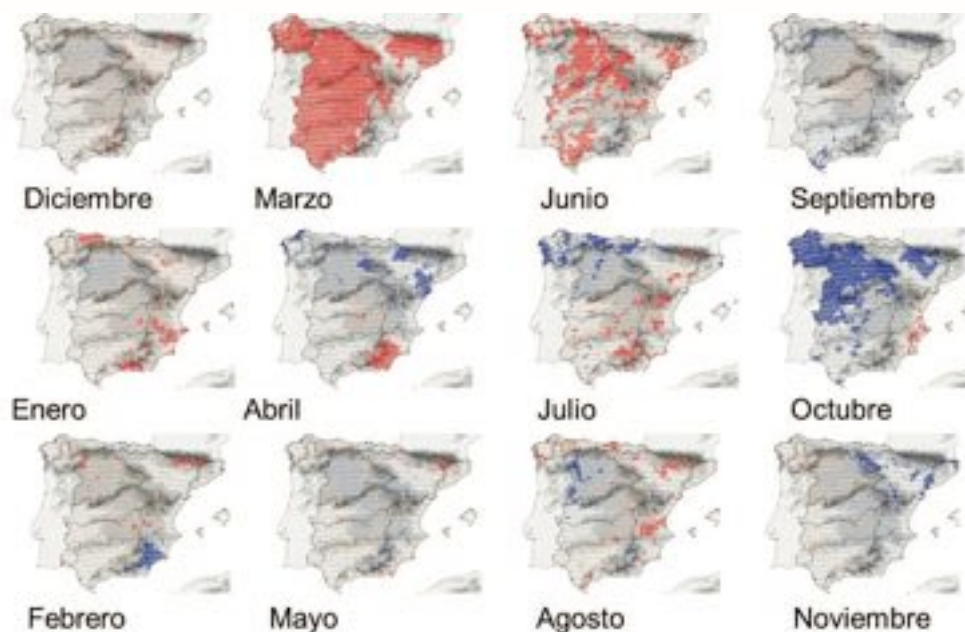 Diciembre Marzo Junio Septiembre
Enero Abril Julio Octubre
Febrero Mayo Agosto Noviembre